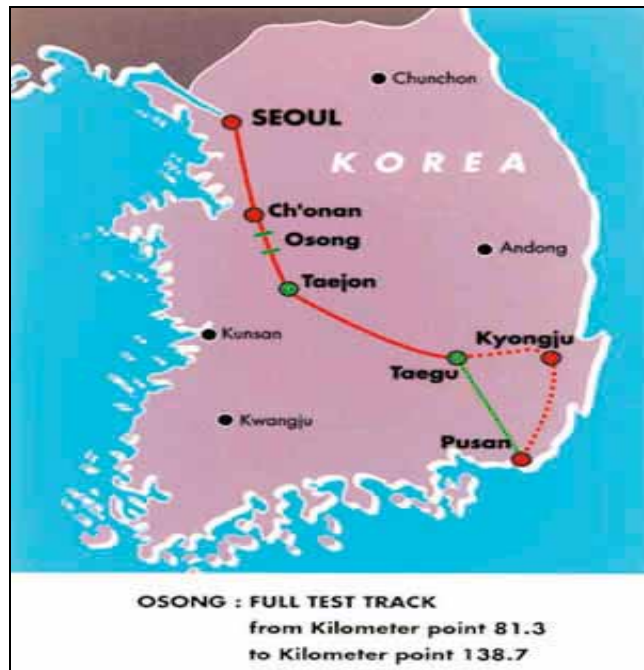 Chunchon
SEOUL
KOREA
Ch'onan
Osong
Andong
Taejon
Kunsan
Kyongju
Taegu
Kwangju
Pusan
OSONG : FULL TEST TRACK
from Kilometer point 81.3
to Kilometer point 138.7